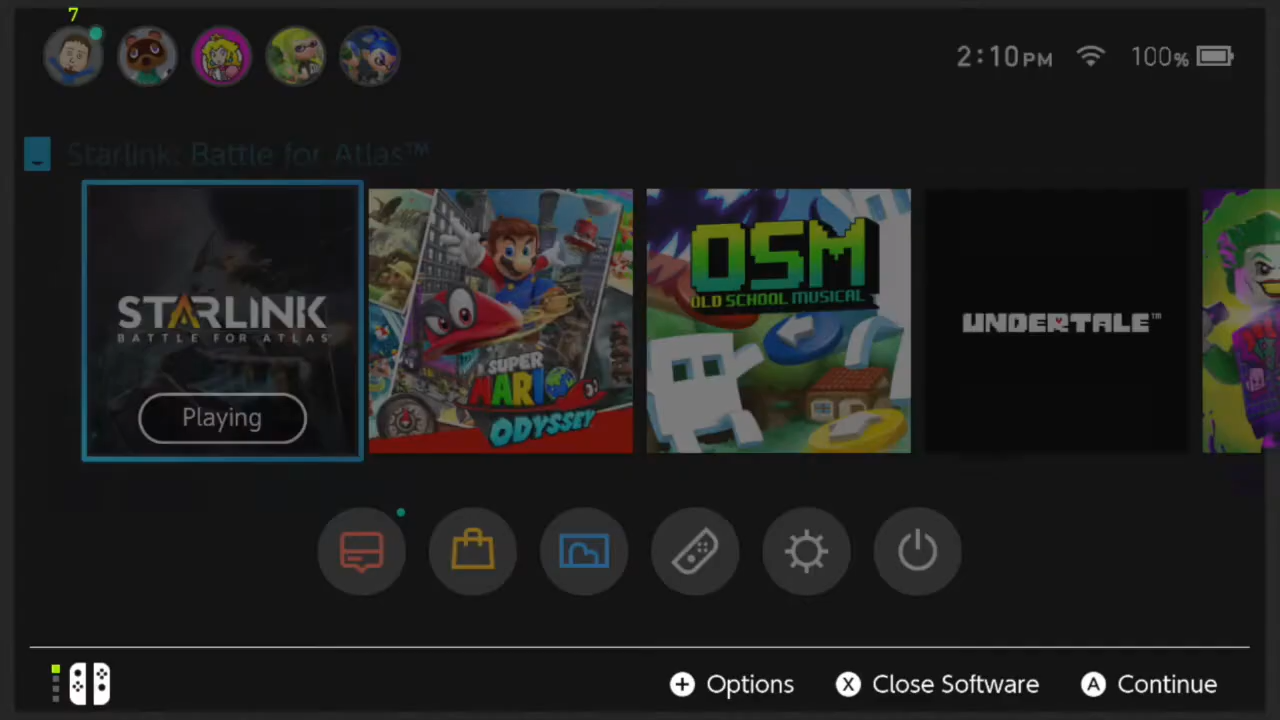 7
2:10PM 100%
Starlink: Battle for Atlas™
STARLINK
BATTLE FOR ATLAS
Playing
SUPER
MARIO
ODYSSEY
OSM
OLD SCHOOL MUSICAL
UNDERTALE™
+ Options X Close Software A Continue